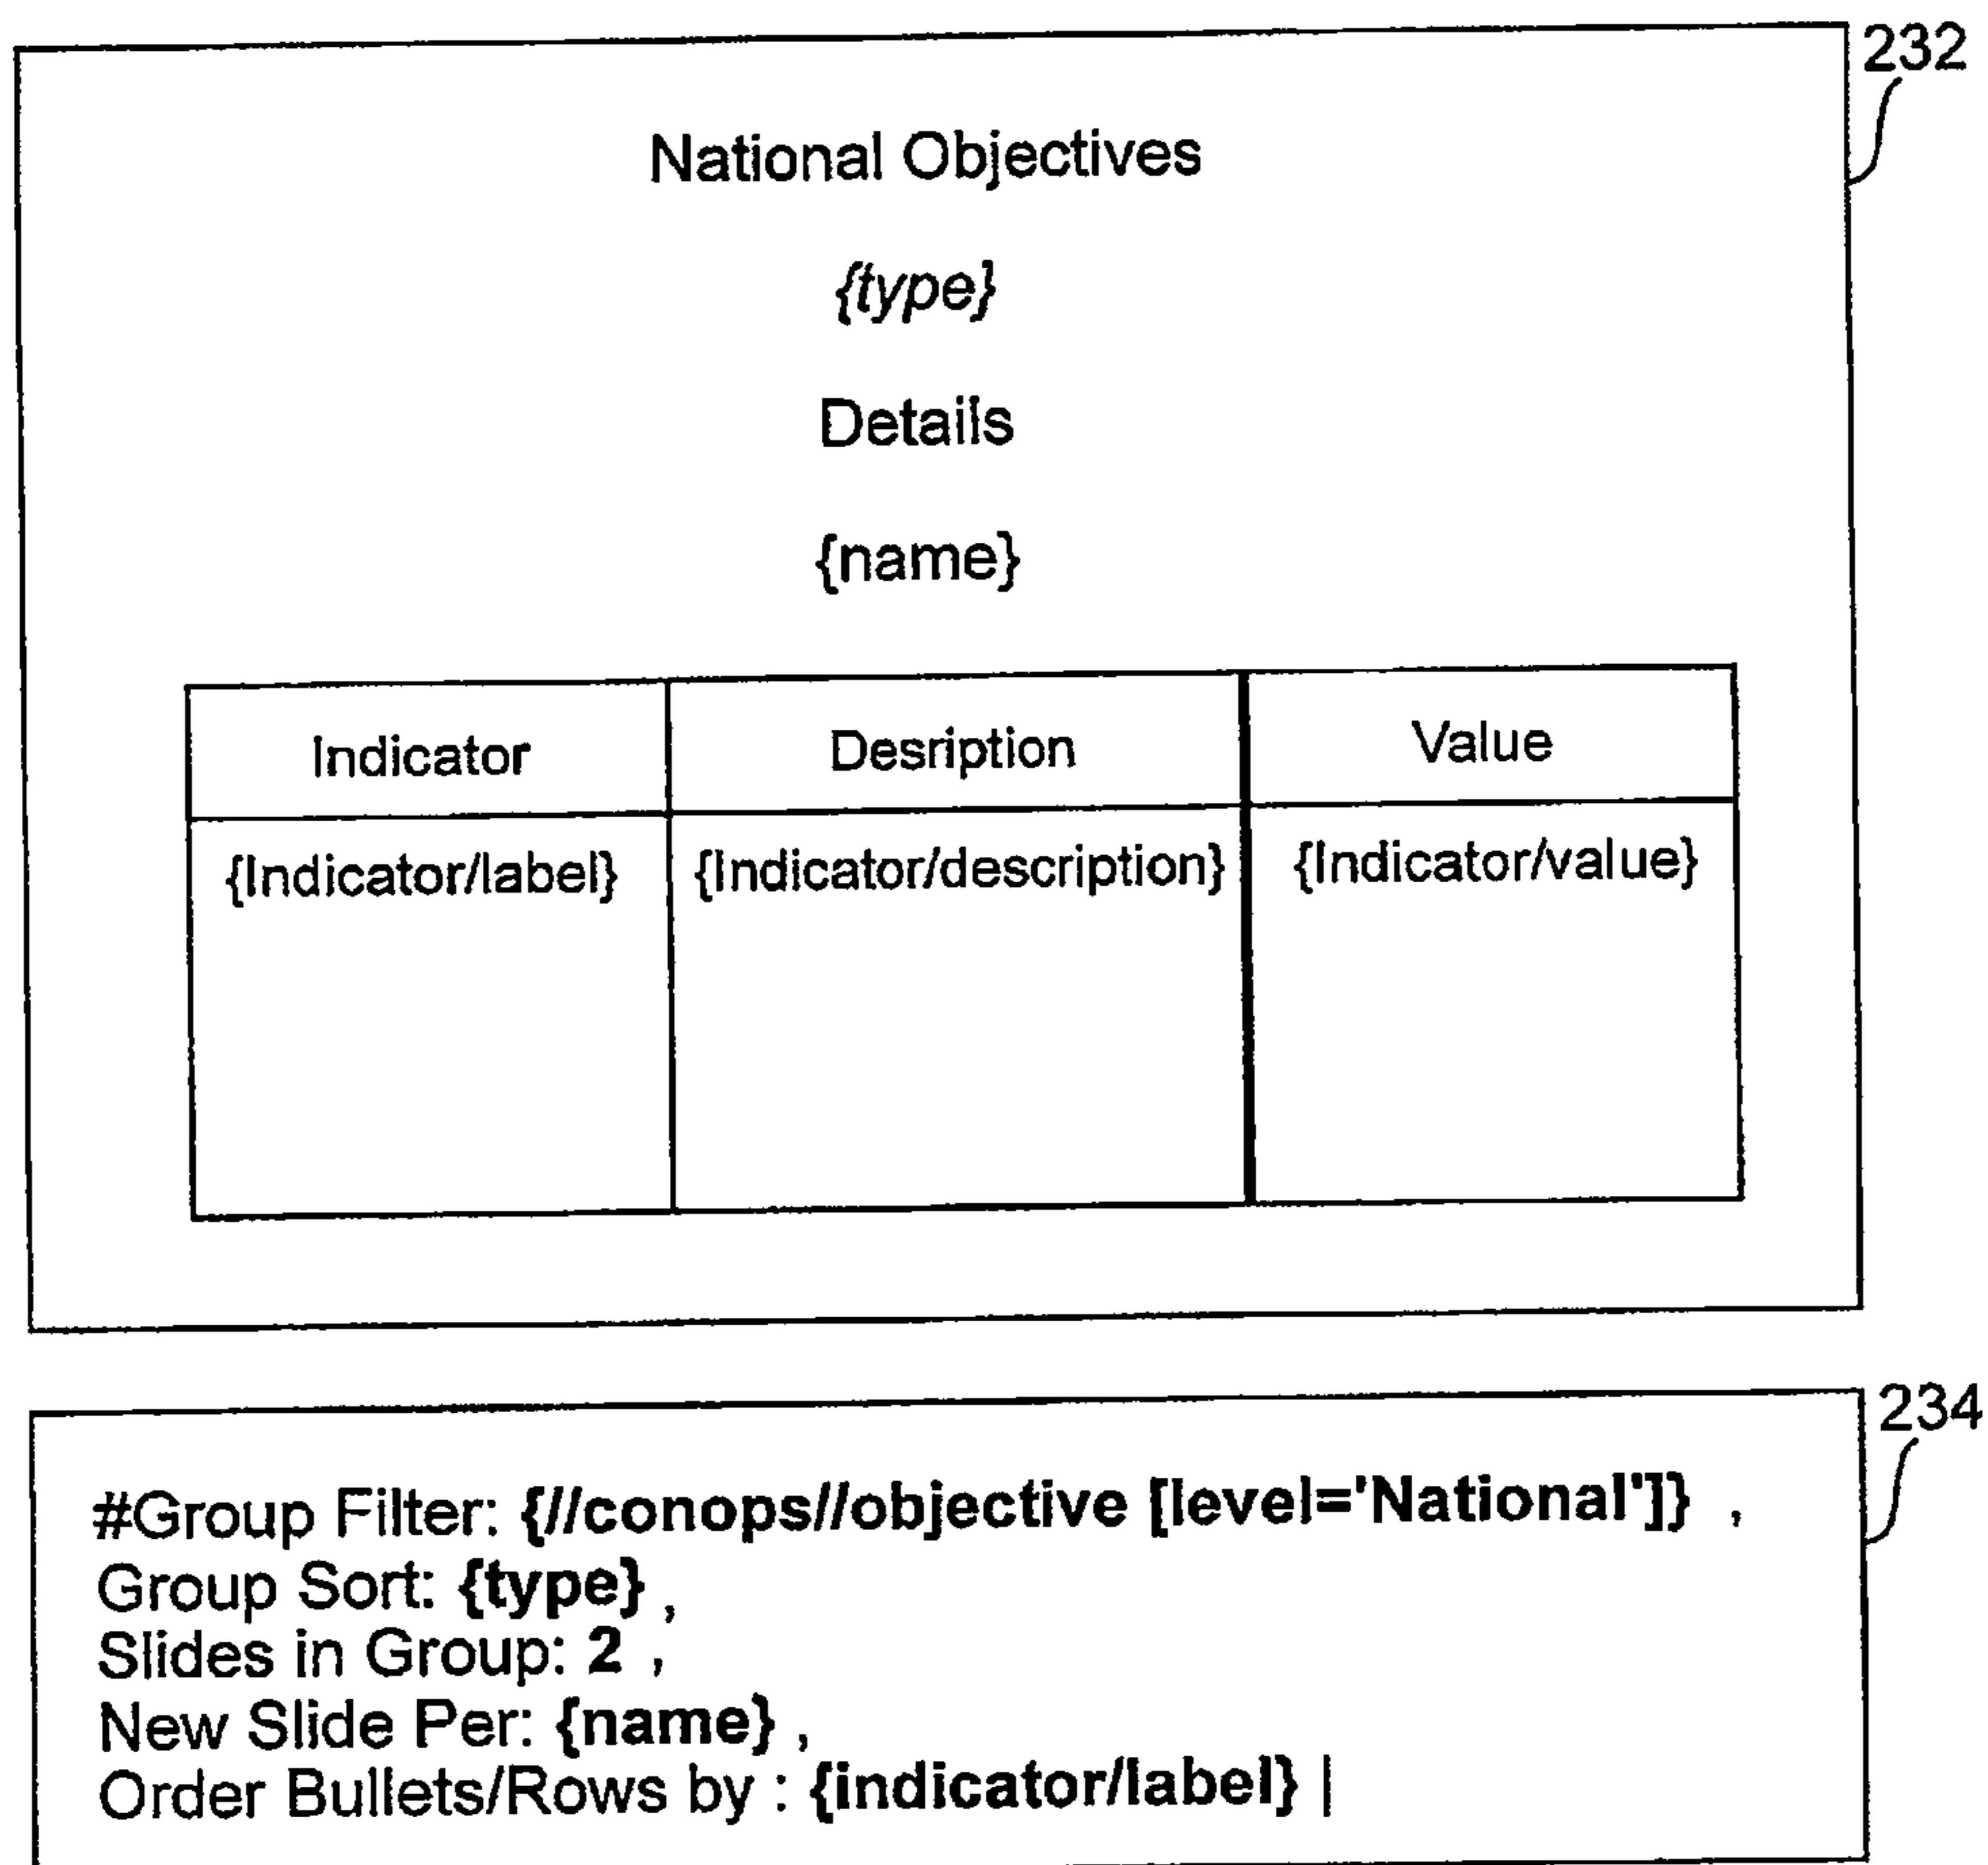 232
National Objectives
{type}
Details
{name}
Indicator Desription Value
{Indicator/label} {Indicator/description} {Indicator/value}
234
#Group Filter: {//conops//objective [level='National']} ,
Group Sort: {type} ,
Slides in Group: 2 ,
New Slide Per: {name} ,
Order Bullets/Rows by : {indicator/label} |